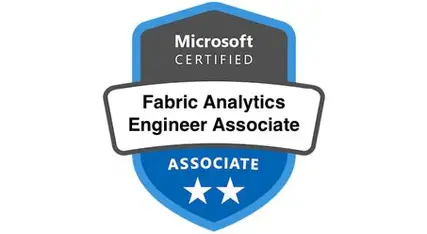 Microsoft
CERTIFIED
Fabric Analytics
Engineer Associate
ASSOCIATE